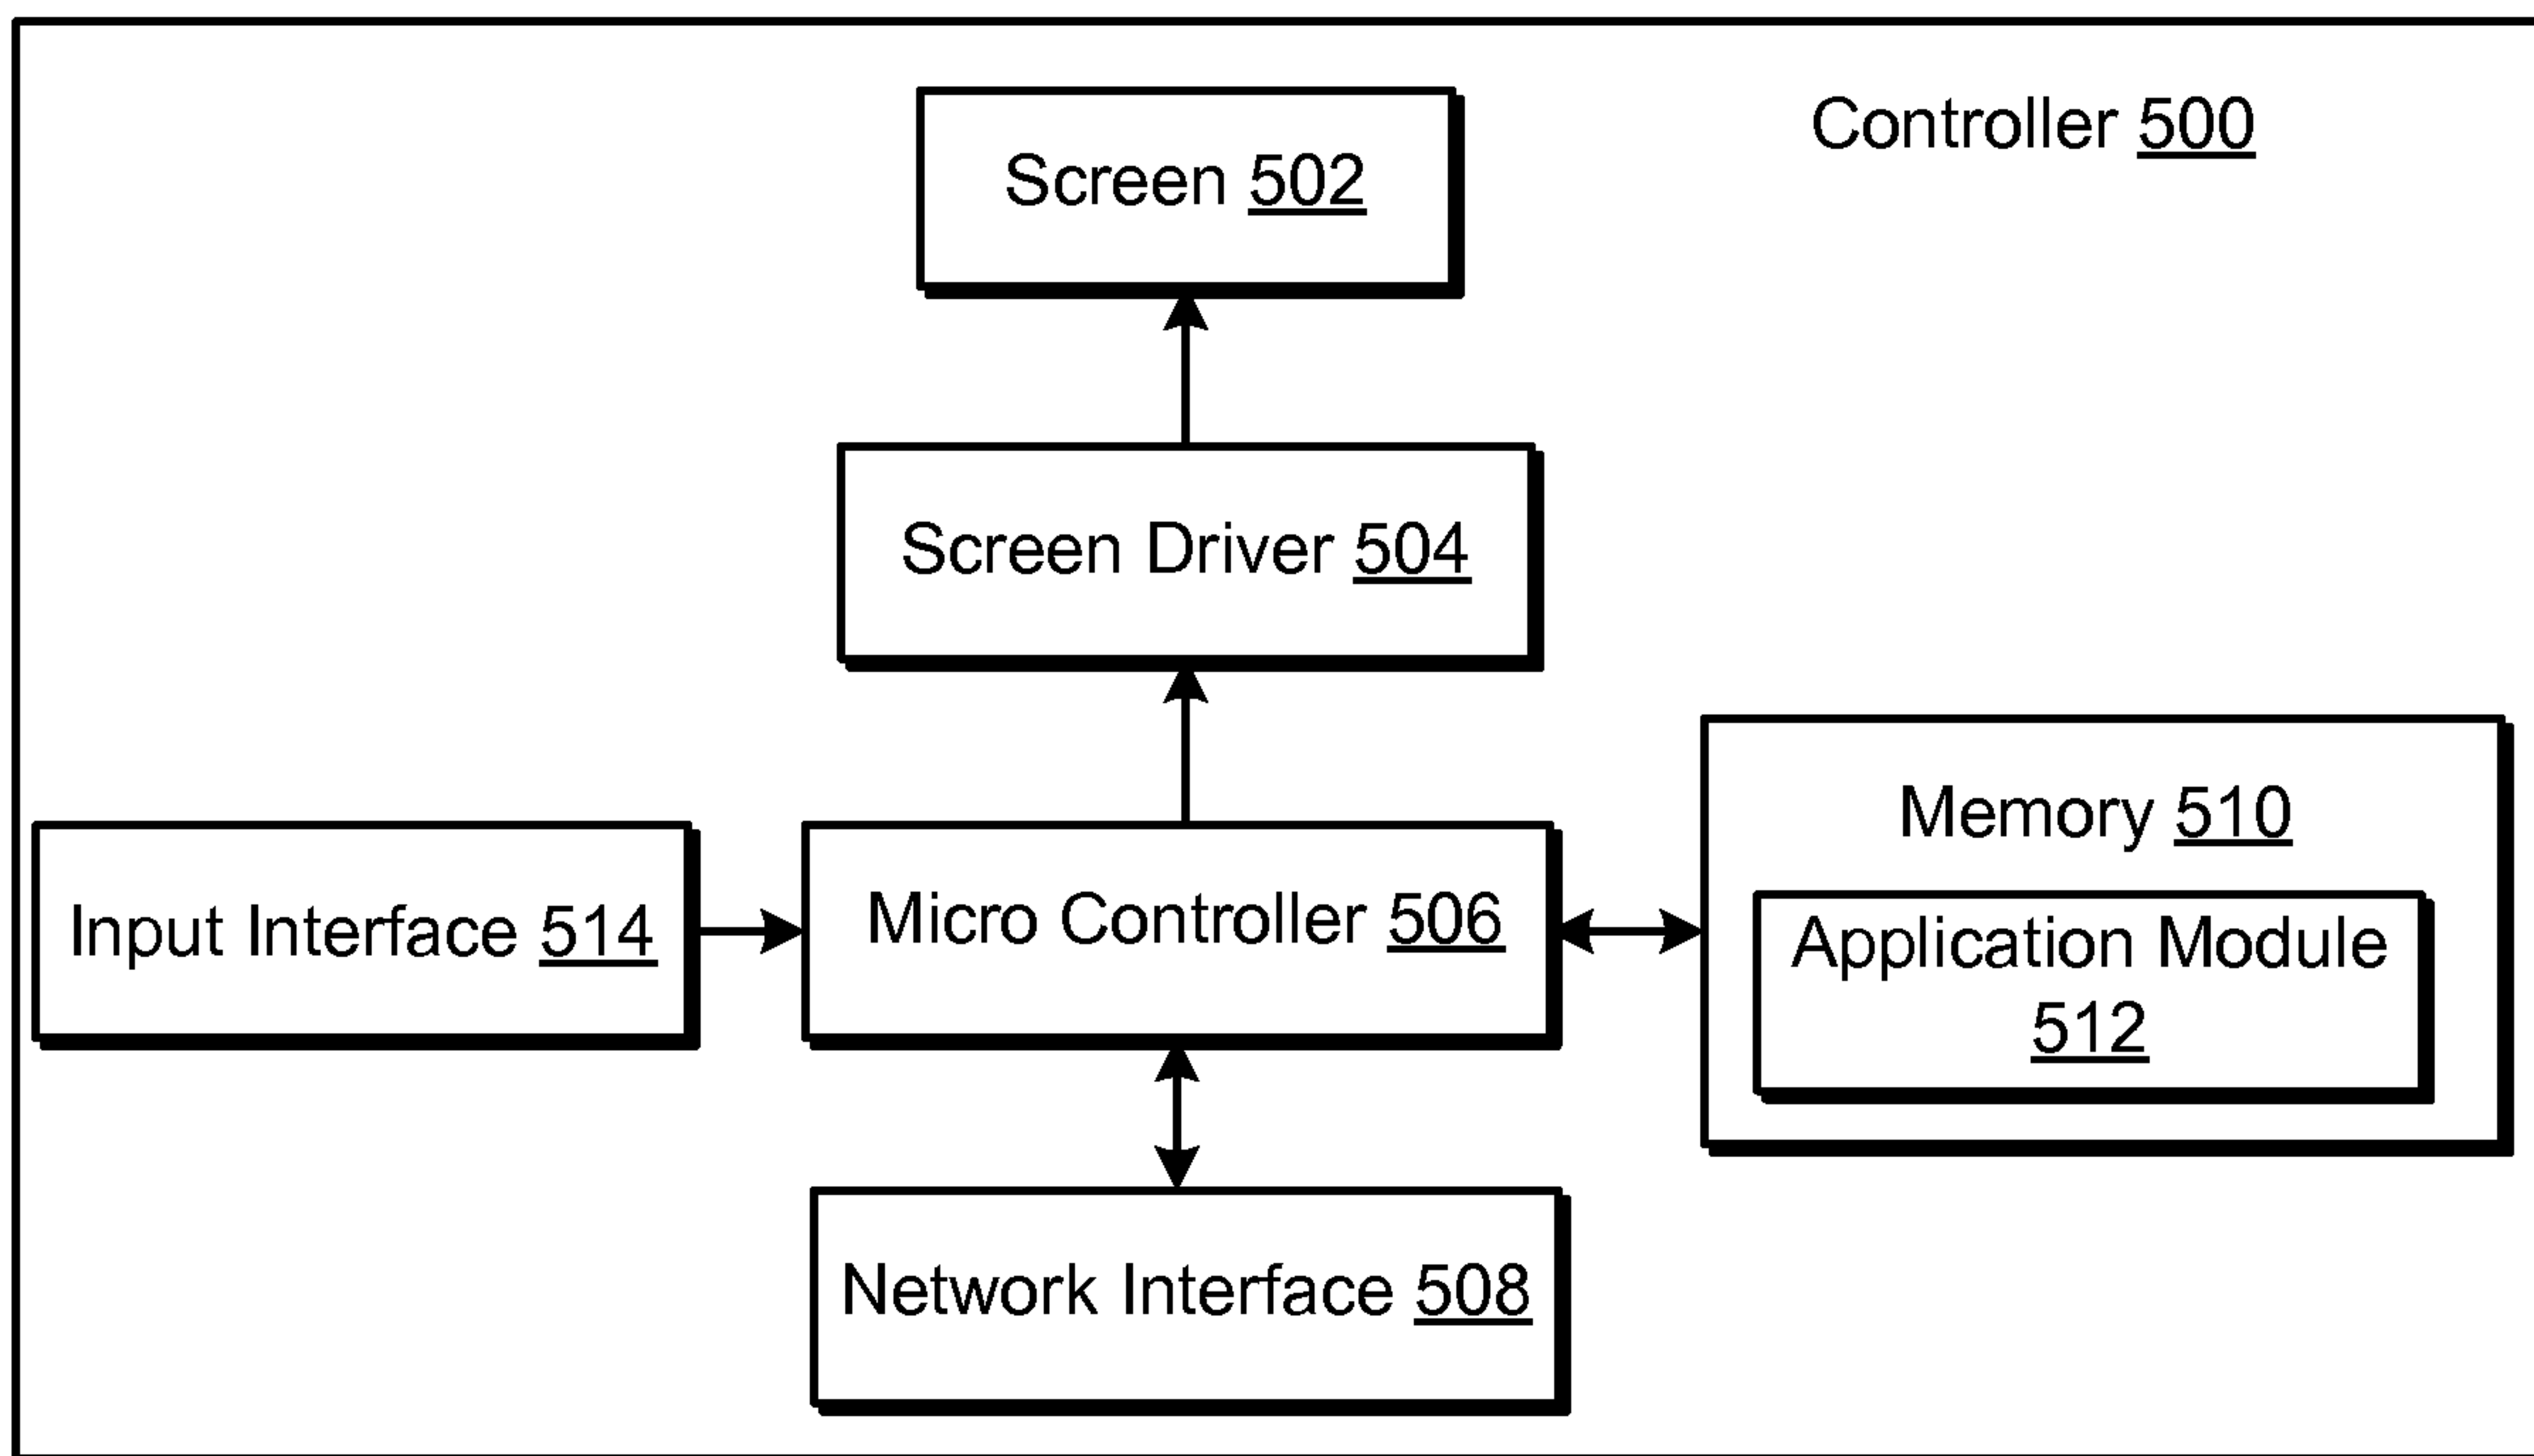 Controller 500
Screen 502
Screen Driver 504
Memory 510
Input Interface 514
Micro Controller 506
Application Module
512
Network Interface 508